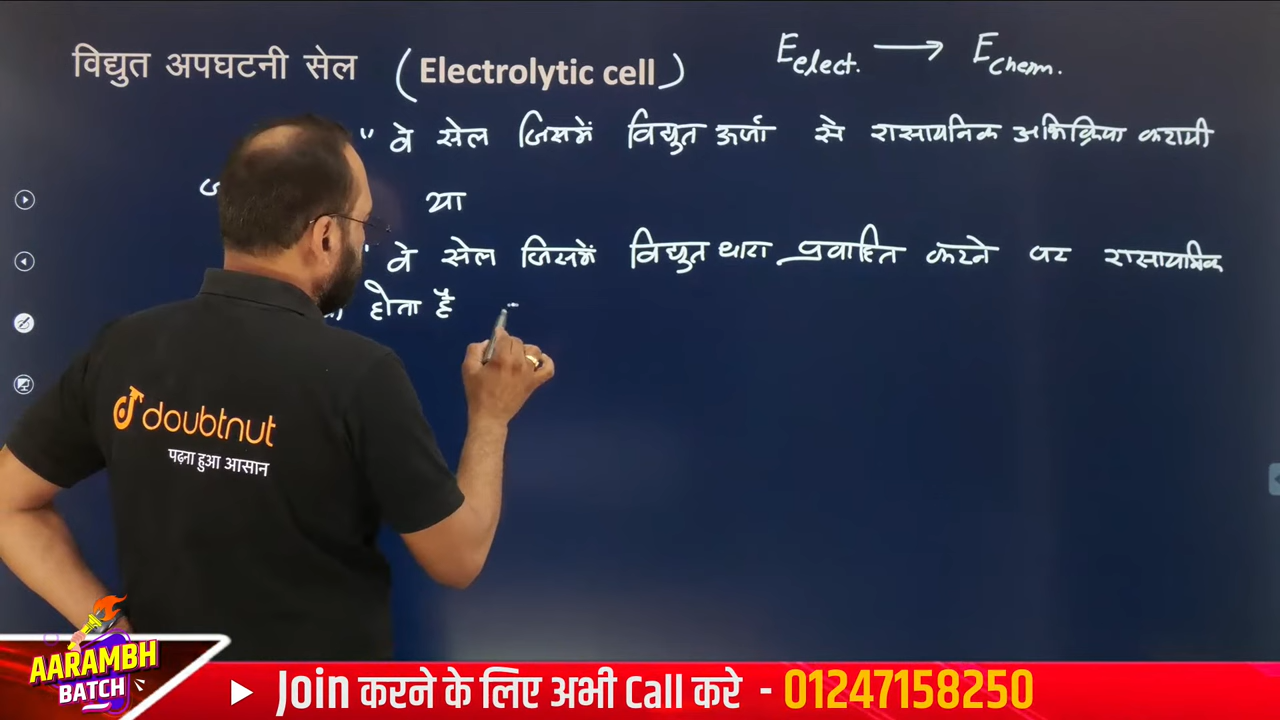 विद्युत अपघटनी सेल (Electrolytic cell) Eelect. → Echem.
" वे सेल जिसमें विद्युत ऊर्जा से रासायनिक अभिक्रिया करायी
या
" वे सेल जिसमें विद्युत धारा प्रवाहित करने पर रासायनिक
होता है
doubtnut
पढ़ना हुआ आसान
AARAMBH
BATCH
Join करने के लिए अभी Call करे - 01247158250